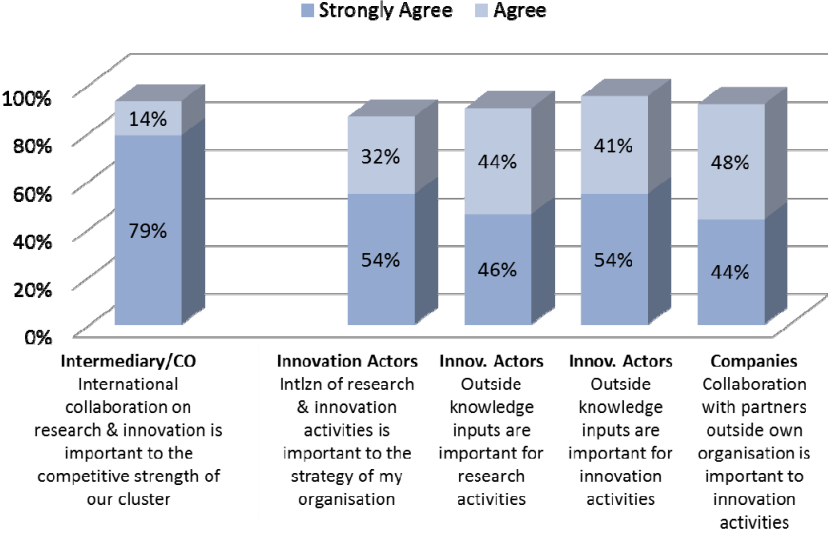 Strongly Agree Agree
100%
80%
60%
40%
20%
0%
14%
79%
32%
54%
44%
46%
41%
54%
48%
44%
Intermediary/CO
International
collaboration on
research & innovation is
important to the
competitive strength of
our cluster
Innovation Actors
Intlzn of research
& innovation
activities is
important to the
strategy of my
organisation
Innov. Actors
Outside
knowledge
inputs are
important for
research
activities
Innov. Actors
Outside
knowledge
inputs are
important for
innovation
activities
Companies
Collaboration
with partners
outside own
organisation is
important to
innovation
activities